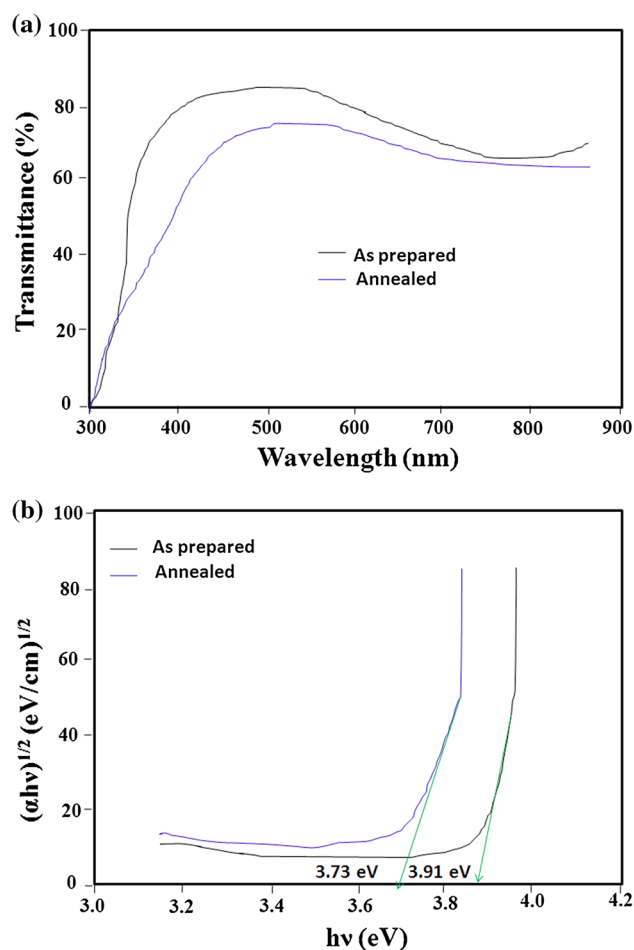 (a)
100
80
60
40
20
0
Transmittance (%)
As prepared
Annealed
300 400 500 600 700 800 900
Wavelength (nm)
(b)
100
80
60
40
20
0
(αhν)^1/2 (eV/cm)^1/2
As prepared
Annealed
3.73 eV 3.91 eV
3.0 3.2 3.4 3.6 3.8 4.0 4.2
hν (eV)